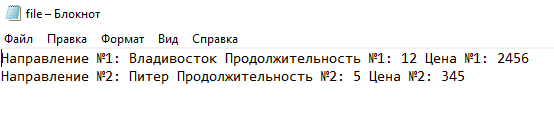 file – Блокнот
Файл Правка Формат Вид Справка
Направление №1: Владивосток Продолжительность №1: 12 Цена №1: 2456
Направление №2: Питер Продолжительность №2: 5 Цена №2: 345